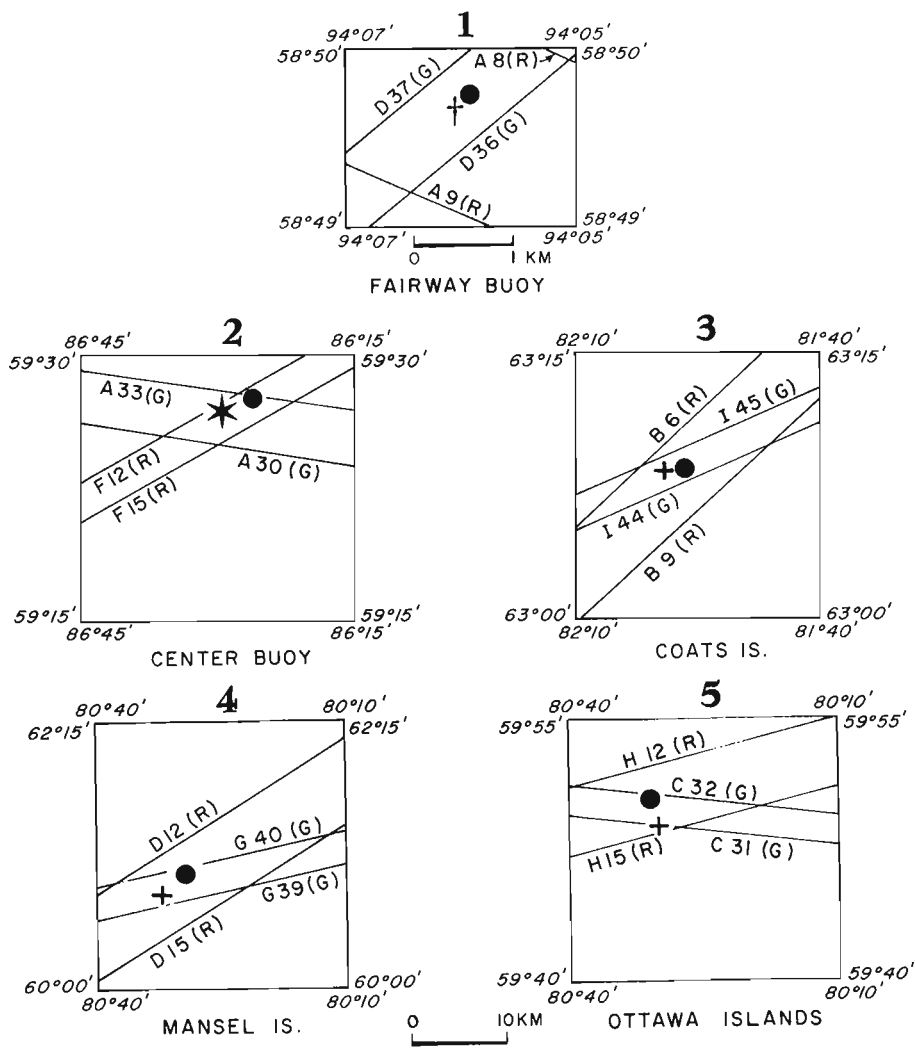 1
94°07' 94°05'
58°50' 58°50'
D37(G) A8(R)
D36(G)
A9(R)
58°49' 58°49'
94°07' 94°05'
0 1 KM
FAIRWAY BUOY
2
86°45' 86°15'
59°30' 59°30'
A33(G)
A30(G)
F12(R)
F15(R)
59°15' 59°15'
86°45' 86°15'
CENTER BUOY
3
82°10' 81°40'
63°15' 63°15'
B6(R) I45(G)
I44(G)
B9(R)
63°00' 63°00'
82°10' 81°40'
COATS IS.
4
80°40' 80°10'
62°15' 62°15'
D12(R)
G40(G)
G39(G)
D15(R)
60°00' 60°00'
80°40' 80°10'
MANSEL IS.
5
80°40' 80°10'
59°55' 59°55'
H12(R)
C32(G)
H15(R) C31(G)
59°40' 59°40'
80°40' 80°10'
OTTAWA ISLANDS
0 10KM